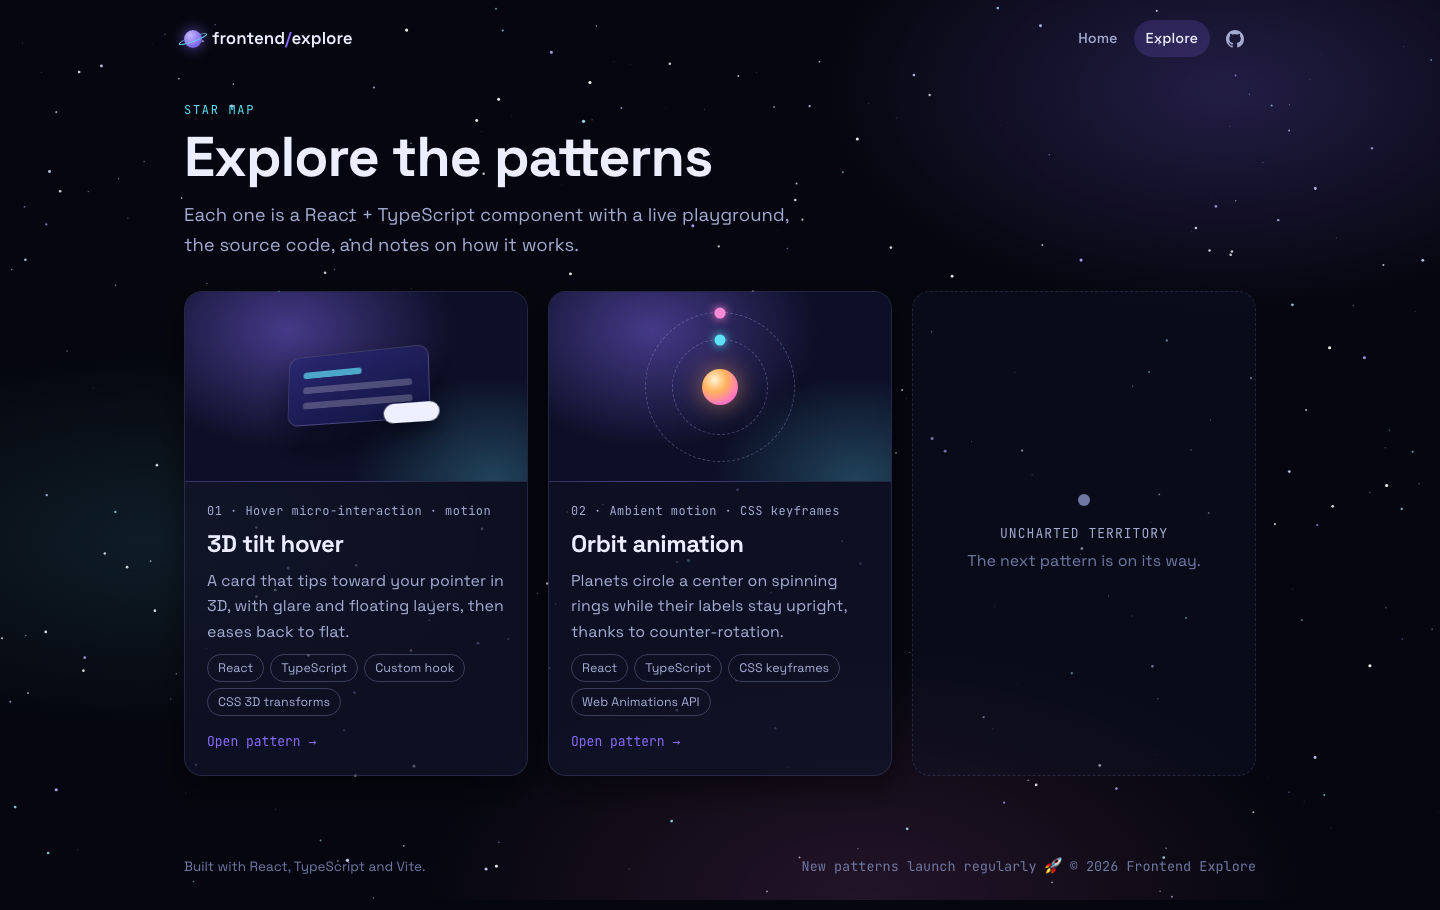 frontend/explore
Home
Explore
STAR MAP
Explore the patterns
Each one is a React + TypeScript component with a live playground,
the source code, and notes on how it works.
01 · Hover micro-interaction · motion
3D tilt hover
A card that tips toward your pointer in
3D, with glare and floating layers, then
eases back to flat.
React
TypeScript
Custom hook
CSS 3D transforms
Open pattern →
02 · Ambient motion · CSS keyframes
Orbit animation
Planets circle a center on spinning
rings while their labels stay upright,
thanks to counter-rotation.
React
TypeScript
CSS keyframes
Web Animations API
Open pattern →
UNCHARTED TERRITORY
The next pattern is on its way.
Built with React, TypeScript and Vite.
New patterns launch regularly 🚀 © 2026 Frontend Explore